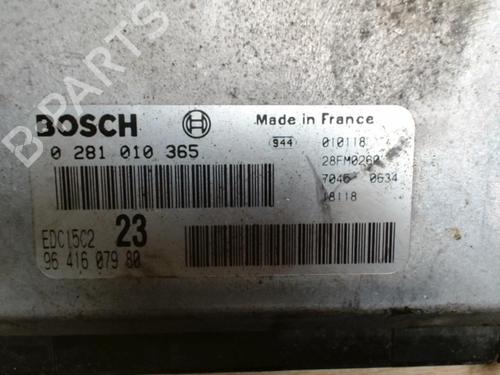 BOSCH
Made in France
0 281 010 365
944
010118
28FM0260
7046 0634
18118
EDC15C2 23
96 416 079 80
B-PARTS